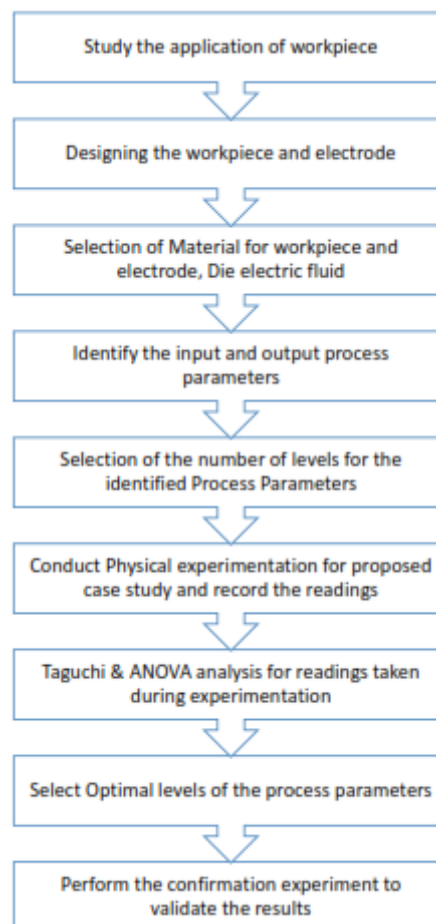 Study the application of workpiece
Designing the workpiece and electrode
Selection of Material for workpiece and
electrode, Die electric fluid
Identify the input and output process
parameters
Selection of the number of levels for the
identified Process Parameters
Conduct Physical experimentation for proposed
case study and record the readings
Taguchi & ANOVA analysis for readings taken
during experimentation
Select Optimal levels of the process parameters
Perform the confirmation experiment to
validate the results